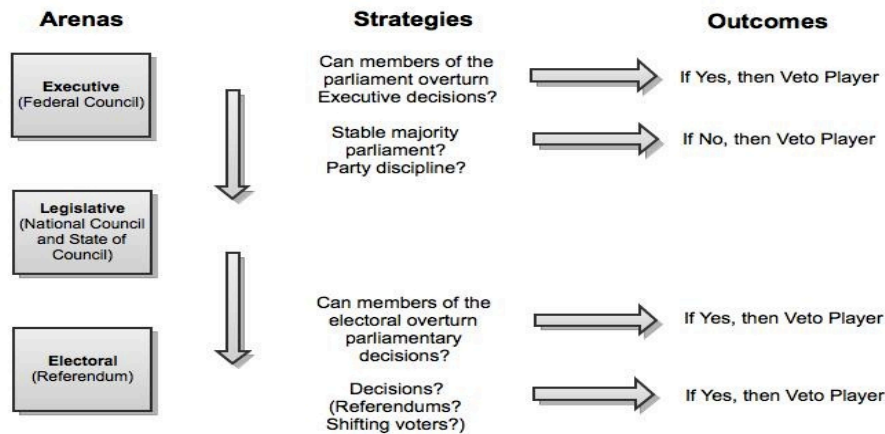 Arenas
Strategies
Outcomes
Executive
(Federal Council)
Can members of the
parliament overturn
Executive decisions?
If Yes, then Veto Player
Stable majority
parliament?
Party discipline?
If No, then Veto Player
Legislative
(National Council
and State of
Council)
Can members of the
electoral overturn
parliamentary
decisions?
If Yes, then Veto Player
Electoral
(Referendum)
Decisions?
(Referendums?
Shifting voters?)
If Yes, then Veto Player